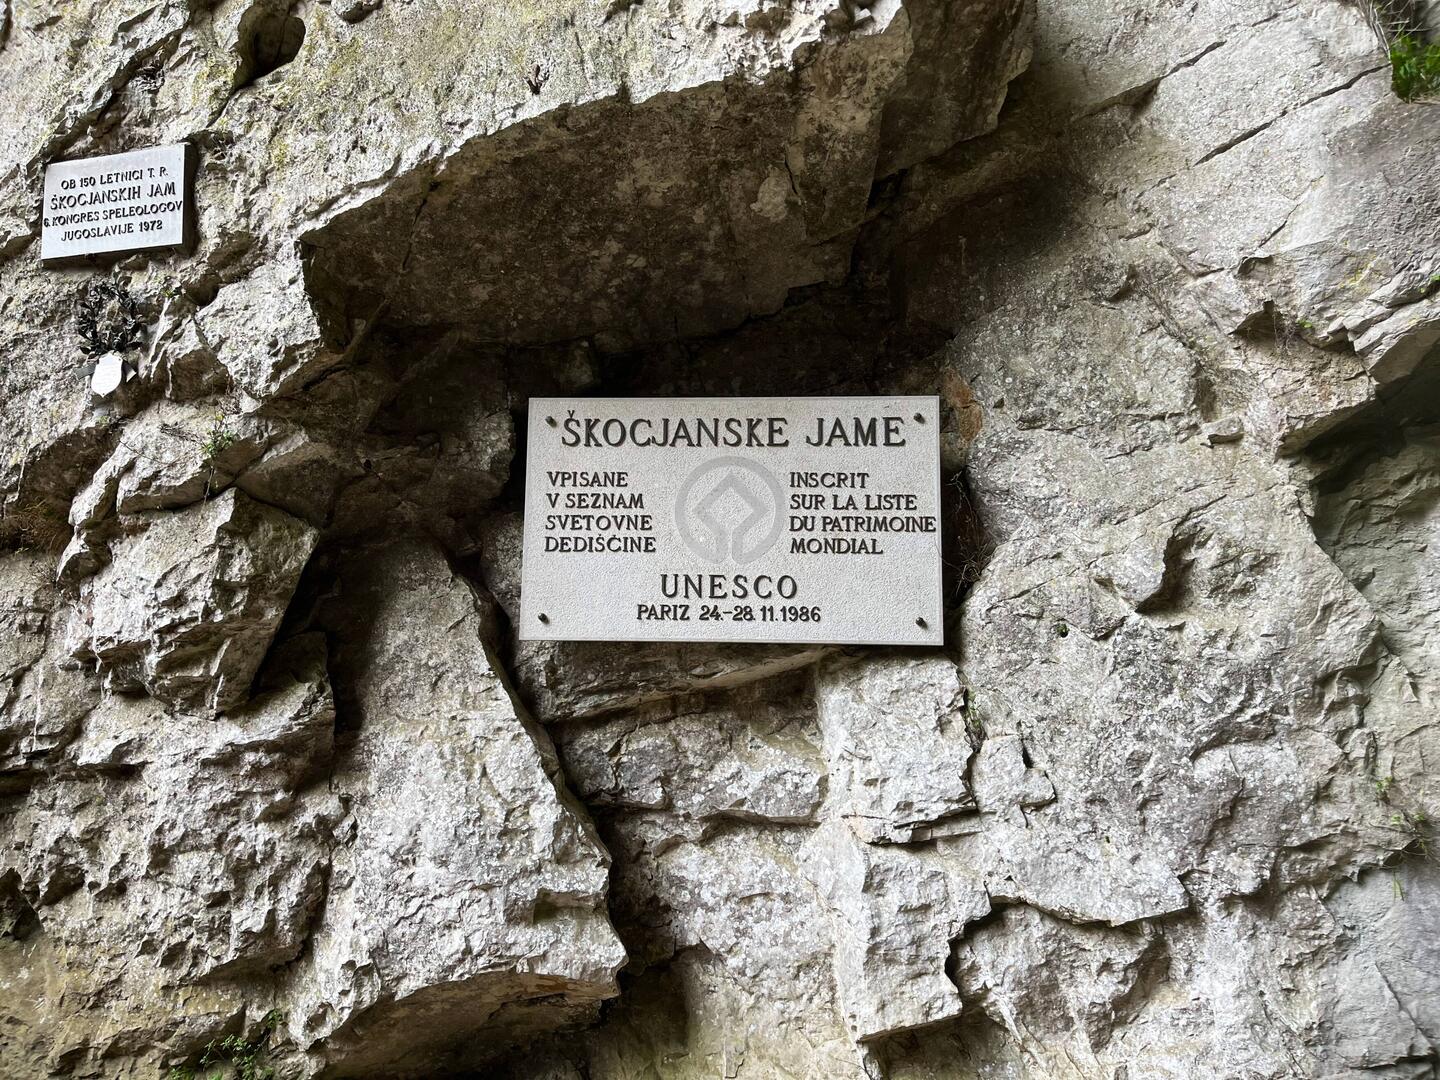 OB 150 LETNICI T. R.
ŠKOCJANSKIH JAM
6. KONGRES SPELEOLOGOV
JUGOSLAVIJE 1972
ŠKOCJANSKE JAME
VPISANE
V SEZNAM
SVETOVNE
DEDIŠČINE
INSCRIT
SUR LA LISTE
DU PATRIMOINE
MONDIAL
UNESCO
PARIZ 24.-28.11.1986